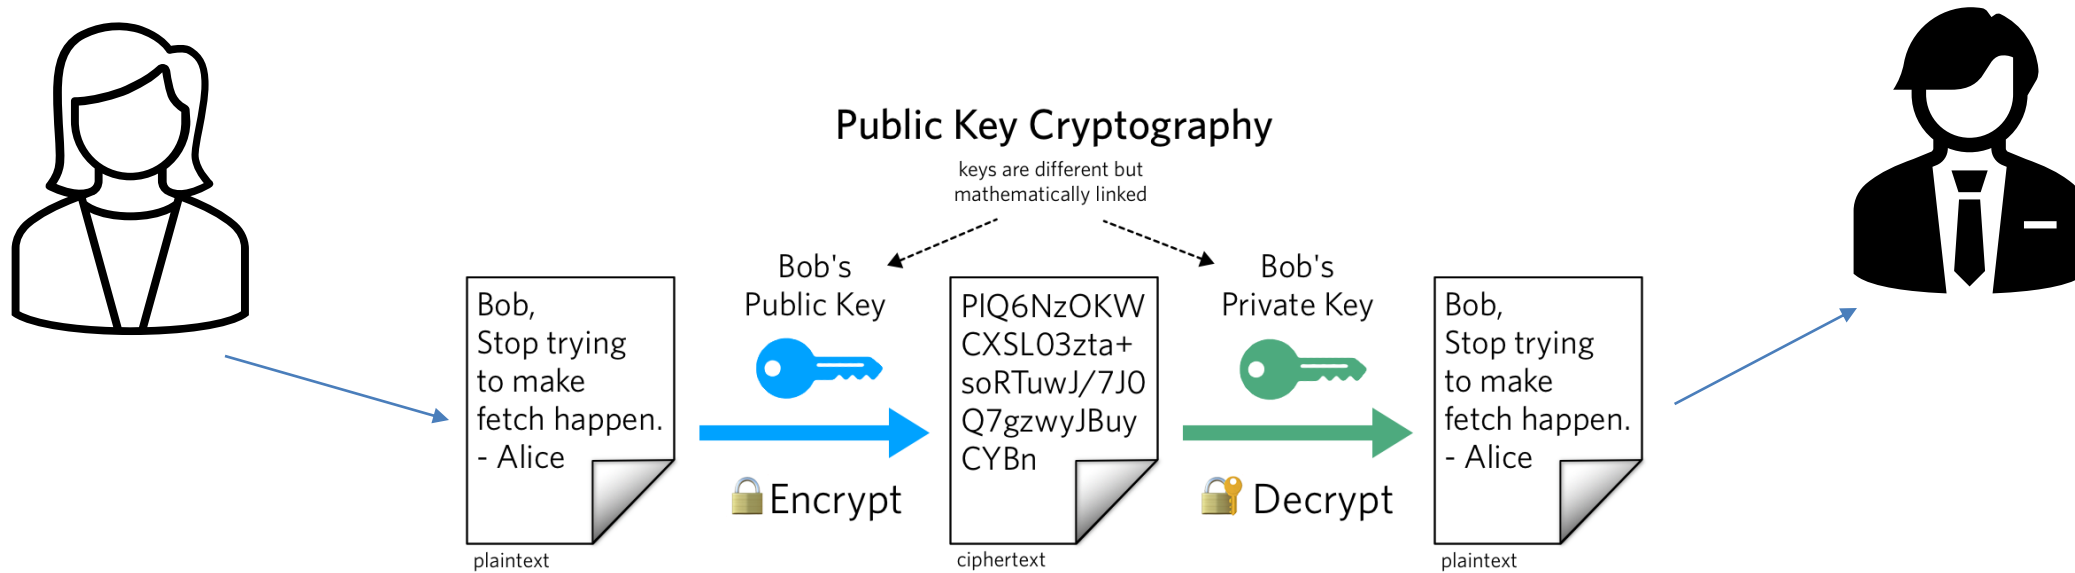 Public Key Cryptography
keys are different but
mathematically linked
Bob,
Stop trying
to make
fetch happen.
- Alice
plaintext
Bob's
Public Key
Encrypt
PlQ6NzOKW
CXSL03zta+
soRTuwJ/7J0
Q7gzwyJBuy
CYBn
ciphertext
Bob's
Private Key
Decrypt
Bob,
Stop trying
to make
fetch happen.
- Alice
plaintext